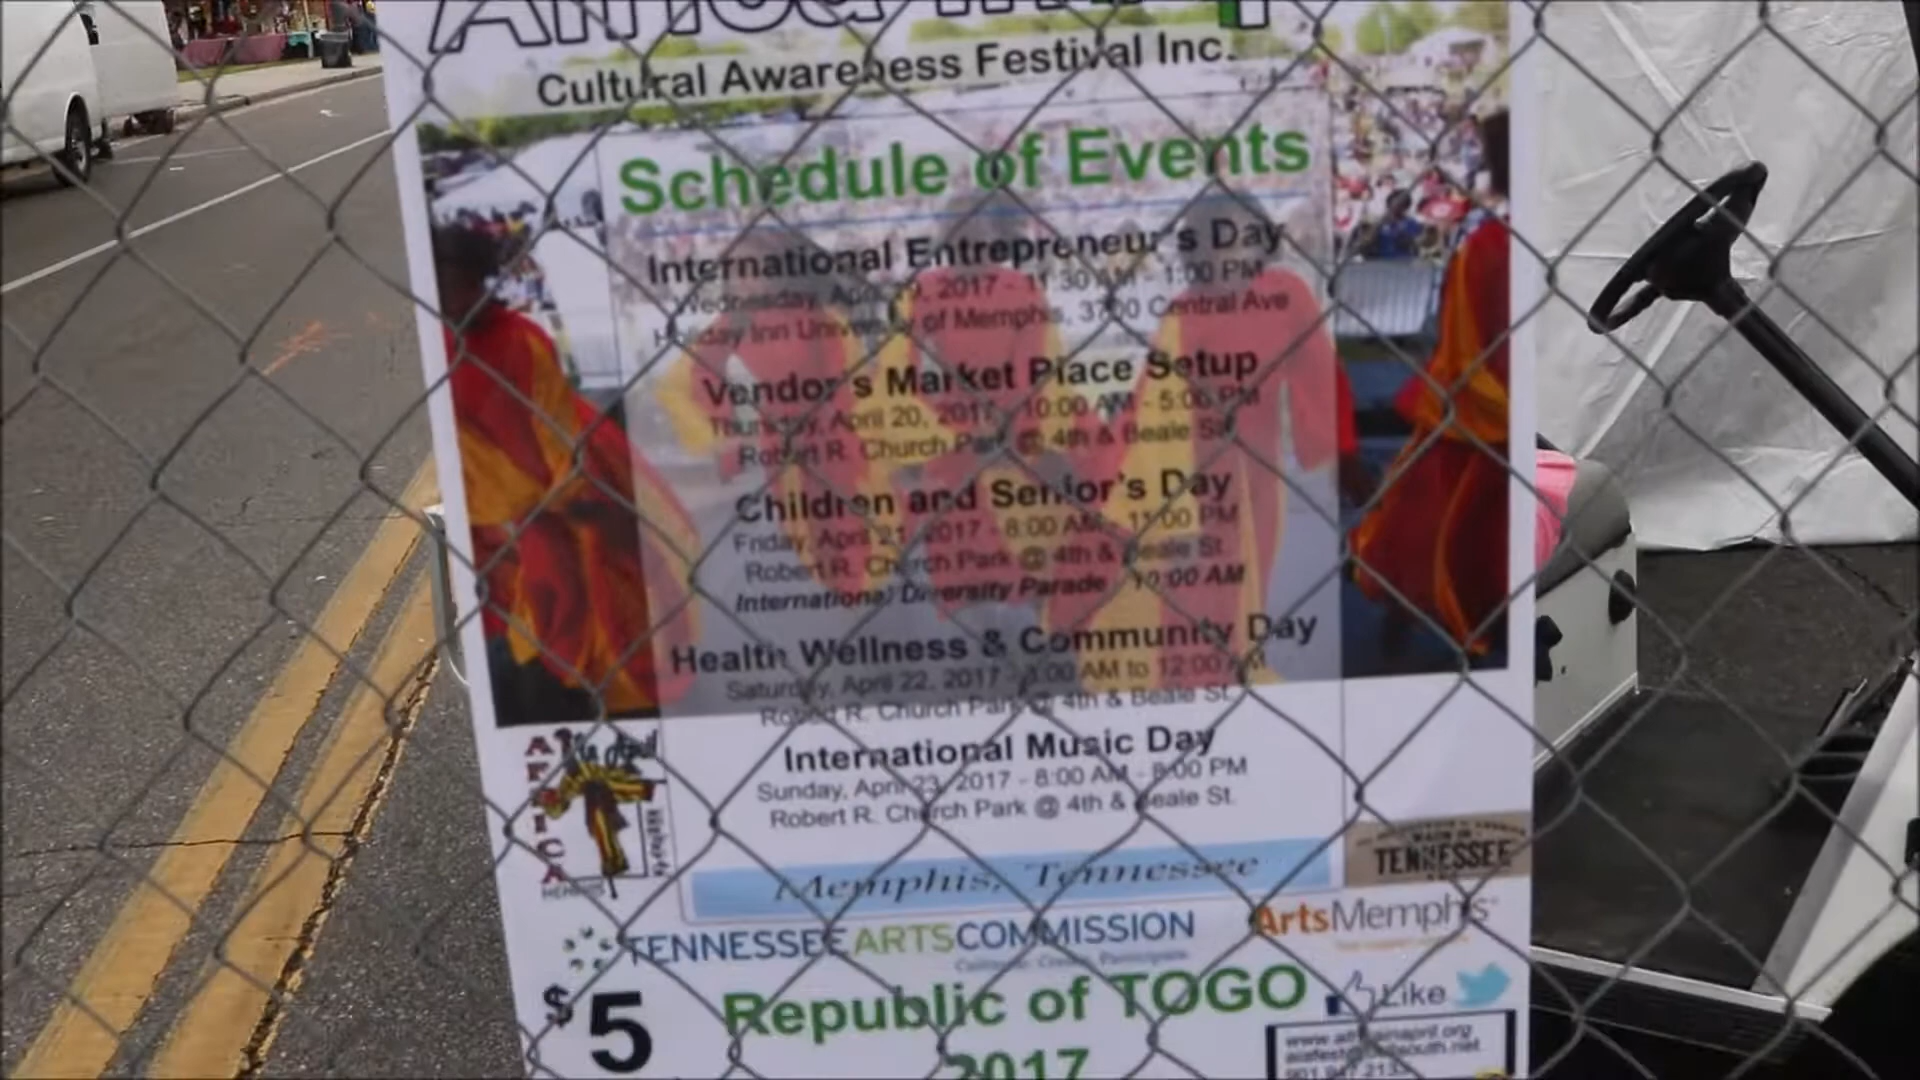 Cultural Awareness Festival Inc.
Schedule of Events
International Entrepreneur's Day
Wednesday, April 2017 - 11:30 AM - 1:00 PM
Holiday Inn University of Memphis, 3700 Central Ave
Vendor's Market Place Setup
Thursday, April 20, 2017 - 10:00 AM - 5:00 PM
Robert R. Church Park @ 4th & Beale St.
Children and Senior's Day
Friday, April 21, 2017 - 8:00 AM - 11:00 PM
Robert R. Church Park @ 4th & Beale St.
International Diversity Parade - 10:00 AM
Health Wellness & Community Day
Saturday, April 22, 2017 - AM to 12:00 AM
Robert R. Church Park @ 4th & Beale St.
International Music Day
Sunday, April 23, 2017 - 8:00 AM - 8:00 PM
Robert R. Church Park @ 4th & Beale St.
AFRICA
Memphis, Tennessee
TENNESSEE
TENNESSEE ARTS COMMISSION
ArtsMemphis
$5
Republic of TOGO
2017
Like